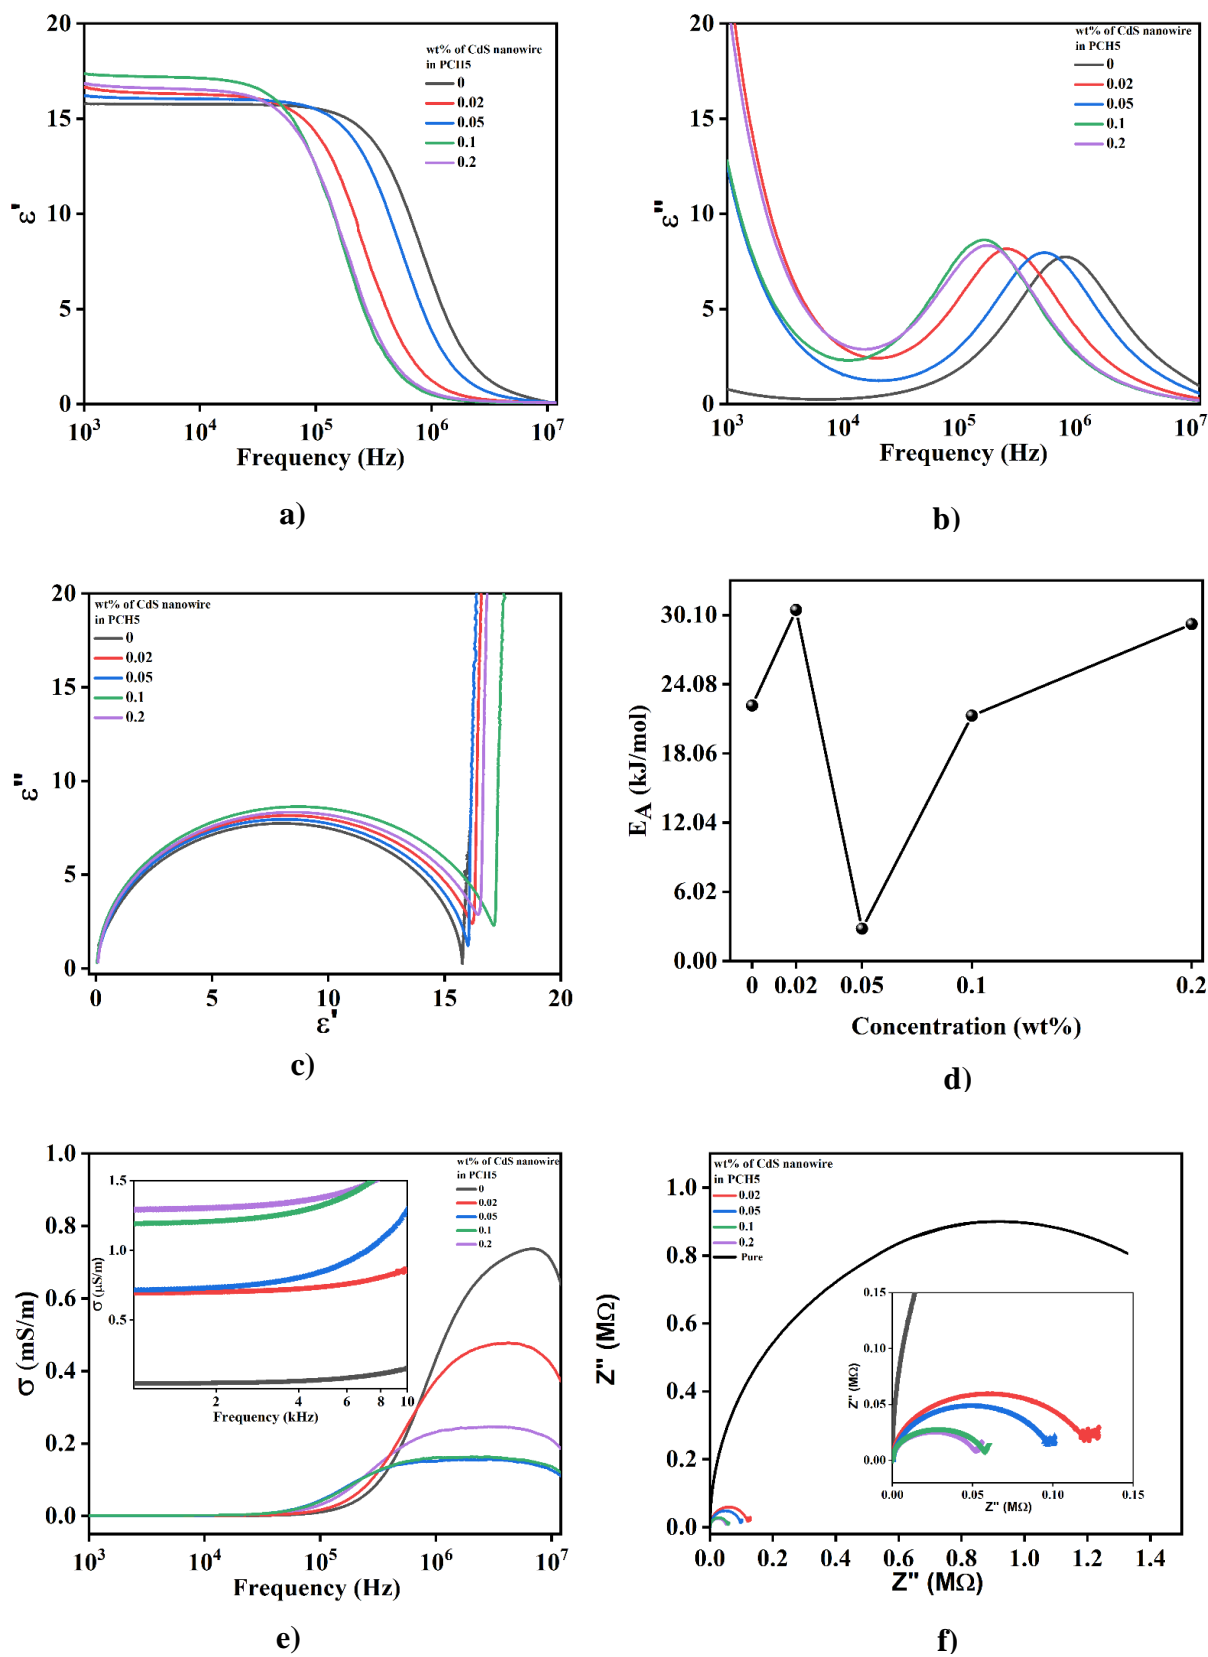 20
15
10
5
0
ε'
wt% of CdS nanowire
in PCH5
0
0.02
0.05
0.1
0.2
10³ 10⁴ 10⁵ 10⁶ 10⁷
Frequency (Hz)
a)
20
15
10
5
0
ε"
wt% of CdS nanowire
in PCH5
0
0.02
0.05
0.1
0.2
10³ 10⁴ 10⁵ 10⁶ 10⁷
Frequency (Hz)
b)
20
15
10
5
0
ε"
wt% of CdS nanowire
in PCH5
0
0.02
0.05
0.1
0.2
0 5 10 15 20
ε'
c)
30.10
24.08
18.06
12.04
6.02
0.00
E_A (kJ/mol)
0 0.02 0.05 0.1 0.2
Concentration (wt%)
d)
1.0
0.8
0.6
0.4
0.2
0.0
σ (mS/m)
wt% of CdS nanowire
in PCH5
0
0.02
0.05
0.1
0.2
1.5
1.0
0.5
σ (μS/m)
2 4 6 8 10
Frequency (kHz)
10³ 10⁴ 10⁵ 10⁶ 10⁷
Frequency (Hz)
e)
1.0
0.8
0.6
0.4
0.2
0.0
Z" (MΩ)
wt% of CdS nanowire
in PCH5
0.02
0.05
0.1
0.2
Pure
0.15
0.10
0.05
0.00
Z" (MΩ)
0.00 0.05 0.10 0.15
Z" (MΩ)
0.0 0.2 0.4 0.6 0.8 1.0 1.2 1.4
Z" (MΩ)
f)